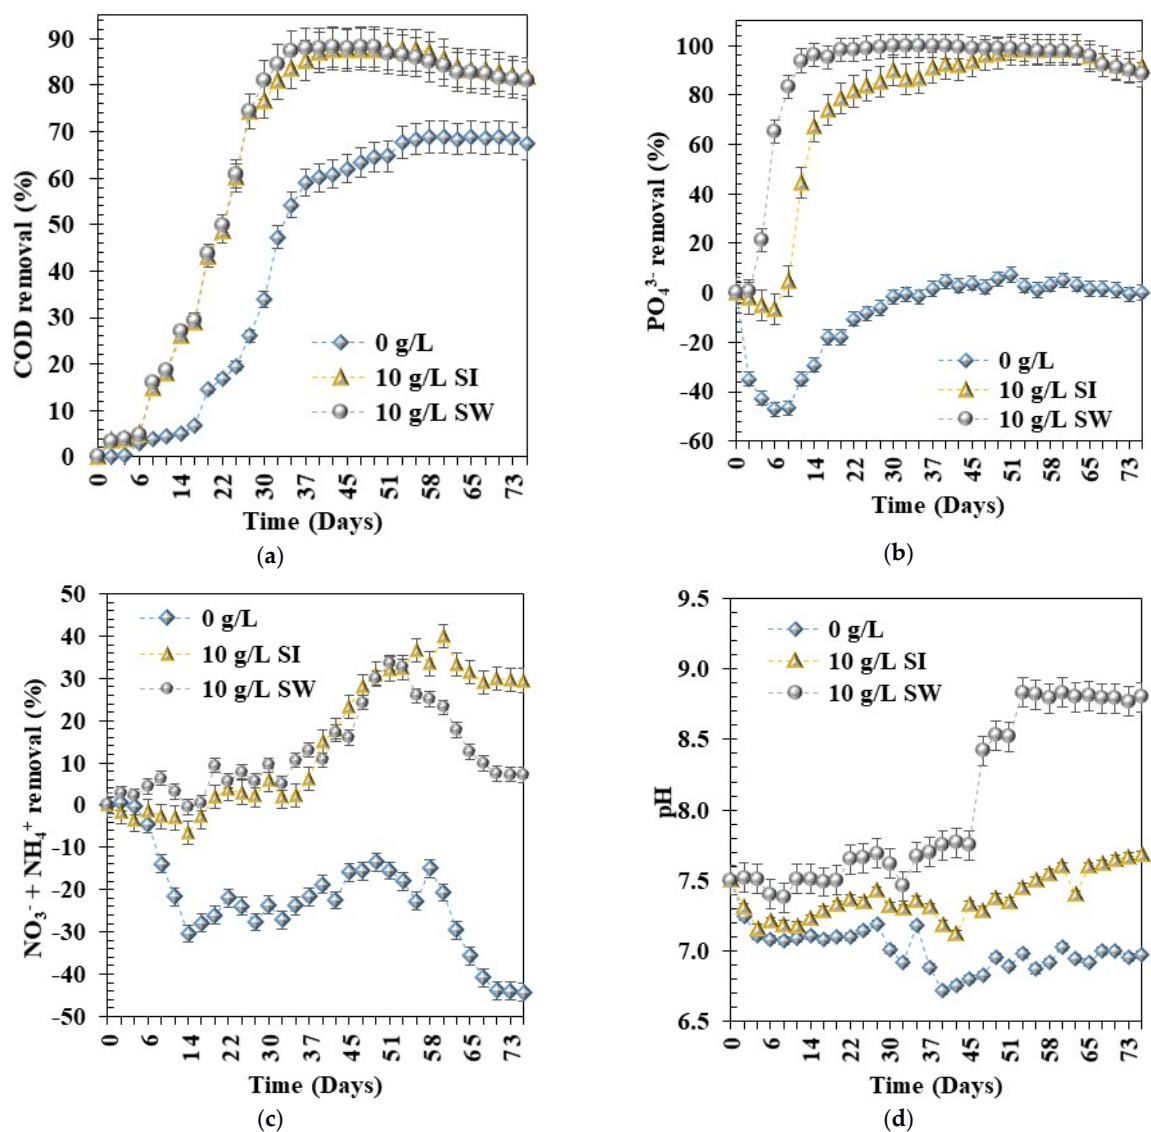 90
80
70
60
50
40
30
20
10
0
COD removal (%)
0 g/L
10 g/L SI
10 g/L SW
0 6 14 22 30 37 45 51 58 65 73
Time (Days)
(a)
100
80
60
40
20
0
-20
-40
-60
PO₄³⁻ removal (%)
0 g/L
10 g/L SI
10 g/L SW
0 6 14 22 30 37 45 51 58 65 73
Time (Days)
(b)
50
40
30
20
10
0
-10
-20
-30
-40
-50
NO₃⁻ + NH₄⁺ removal (%)
0 g/L
10 g/L SI
10 g/L SW
0 6 14 22 30 37 45 51 58 65 73
Time (Days)
(c)
9.5
9.0
8.5
8.0
7.5
7.0
6.5
pH
0 g/L
10 g/L SI
10 g/L SW
0 6 14 22 30 37 45 51 58 65 73
Time (Days)
(d)